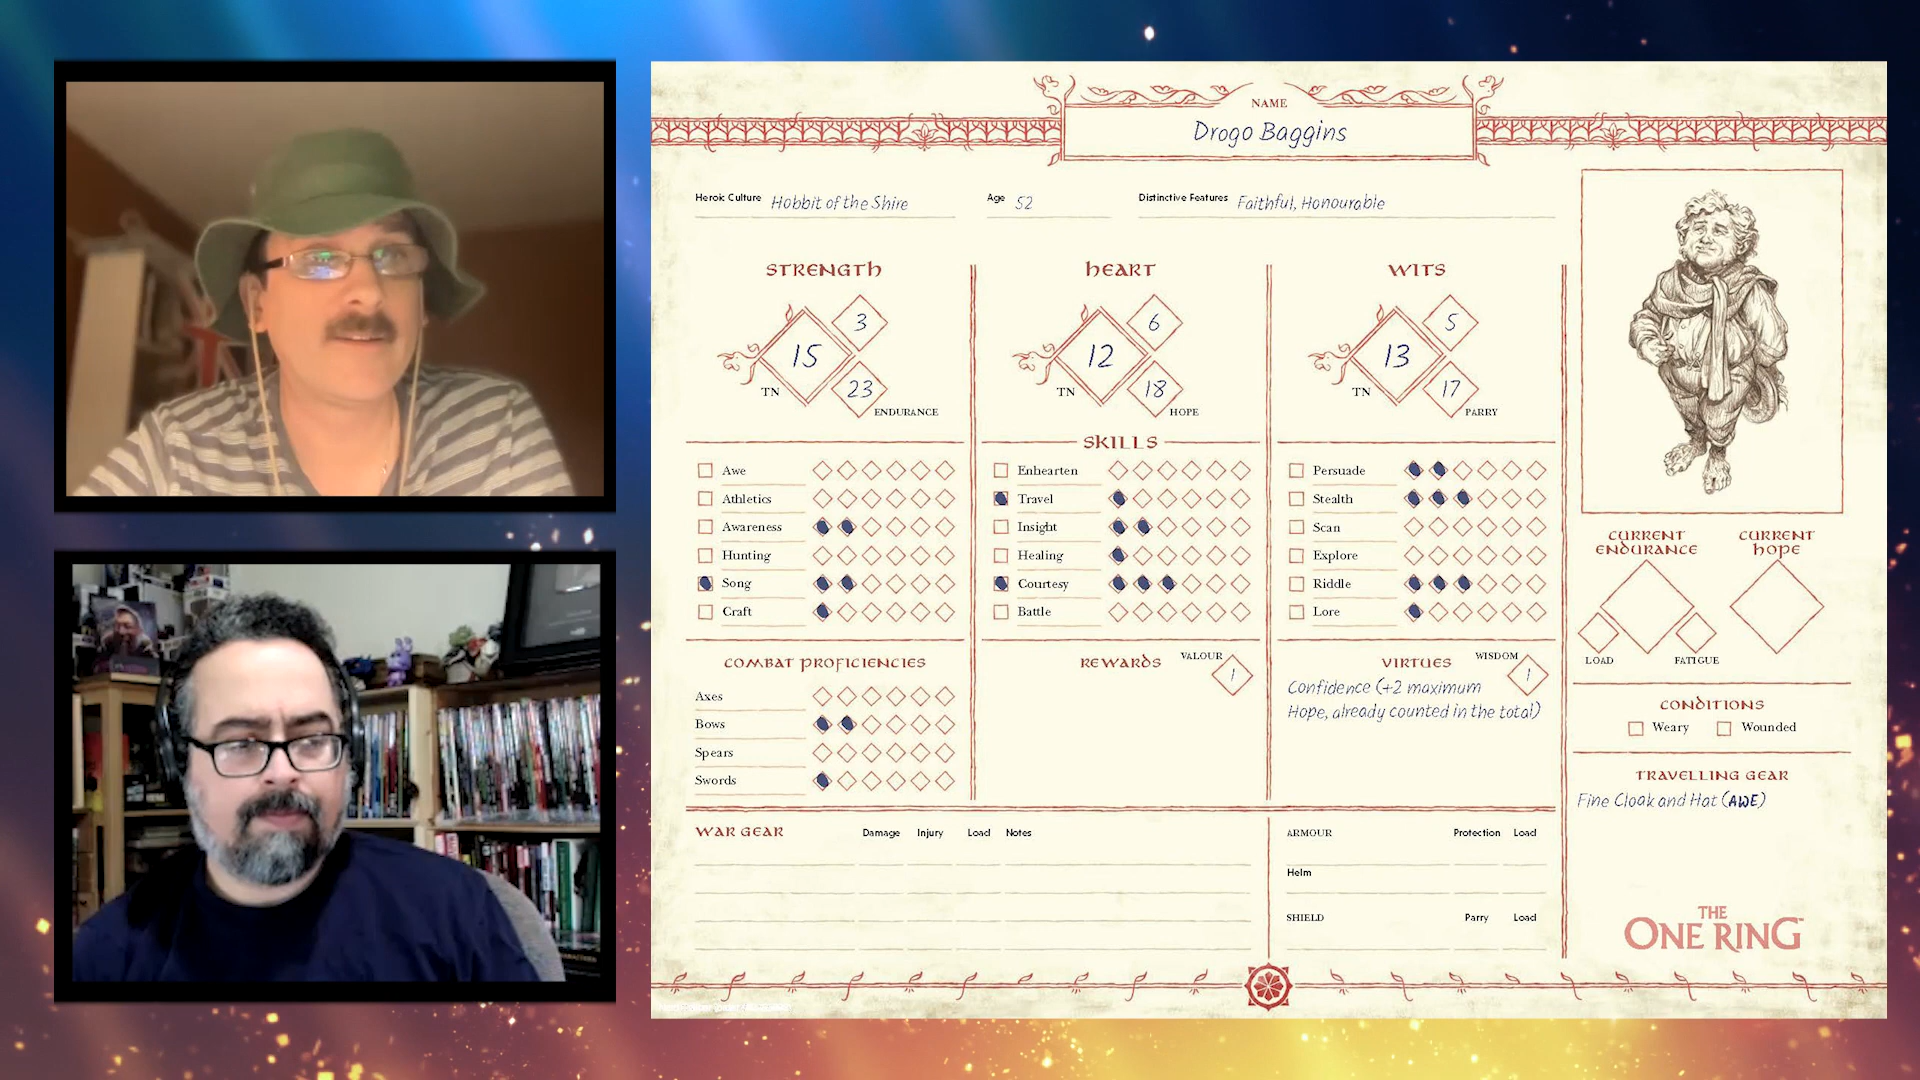 NAME
Drogo Baggins
Heroic Culture Hobbit of the Shire Age 52 Distinctive Features Faithful, Honourable
STRENGTH
3
15
TN
23
ENDURANCE
HEART
6
12
TN
18
HOPE
WITS
5
13
TN
17
PARRY
SKILLS
Awe
Athletics
Awareness
Hunting
Song
Craft
Enhearten
Travel
Insight
Healing
Courtesy
Battle
Persuade
Stealth
Scan
Explore
Riddle
Lore
COMBAT PROFICIENCIES
Axes
Bows
Spears
Swords
REWARDS VALOUR 1
VIRTUES WISDOM 1
Confidence (+2 maximum
Hope, already counted in the total)
CURRENT
ENDURANCE
LOAD FATIGUE
CURRENT
HOPE
CONDITIONS
Weary Wounded
TRAVELLING GEAR
Fine Cloak and Hat (AWE)
WAR GEAR Damage Injury Load Notes
ARMOUR Protection Load
Helm
SHIELD Parry Load
THE
ONE RING